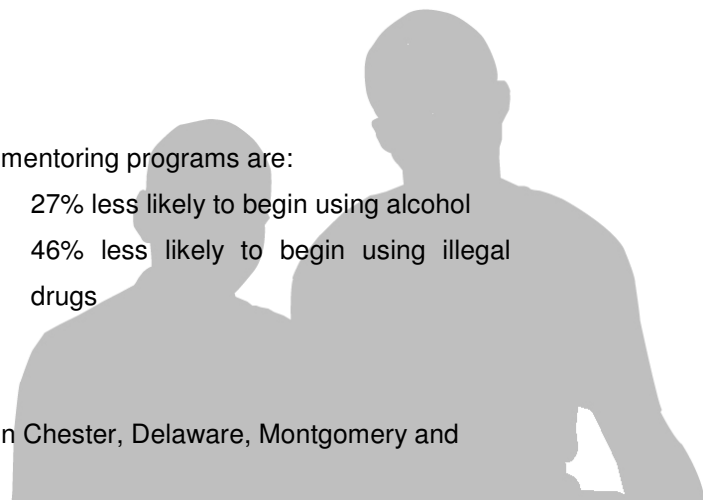 mentoring programs are:
27% less likely to begin using alcohol
46% less likely to begin using illegal
drugs
n Chester, Delaware, Montgomery and